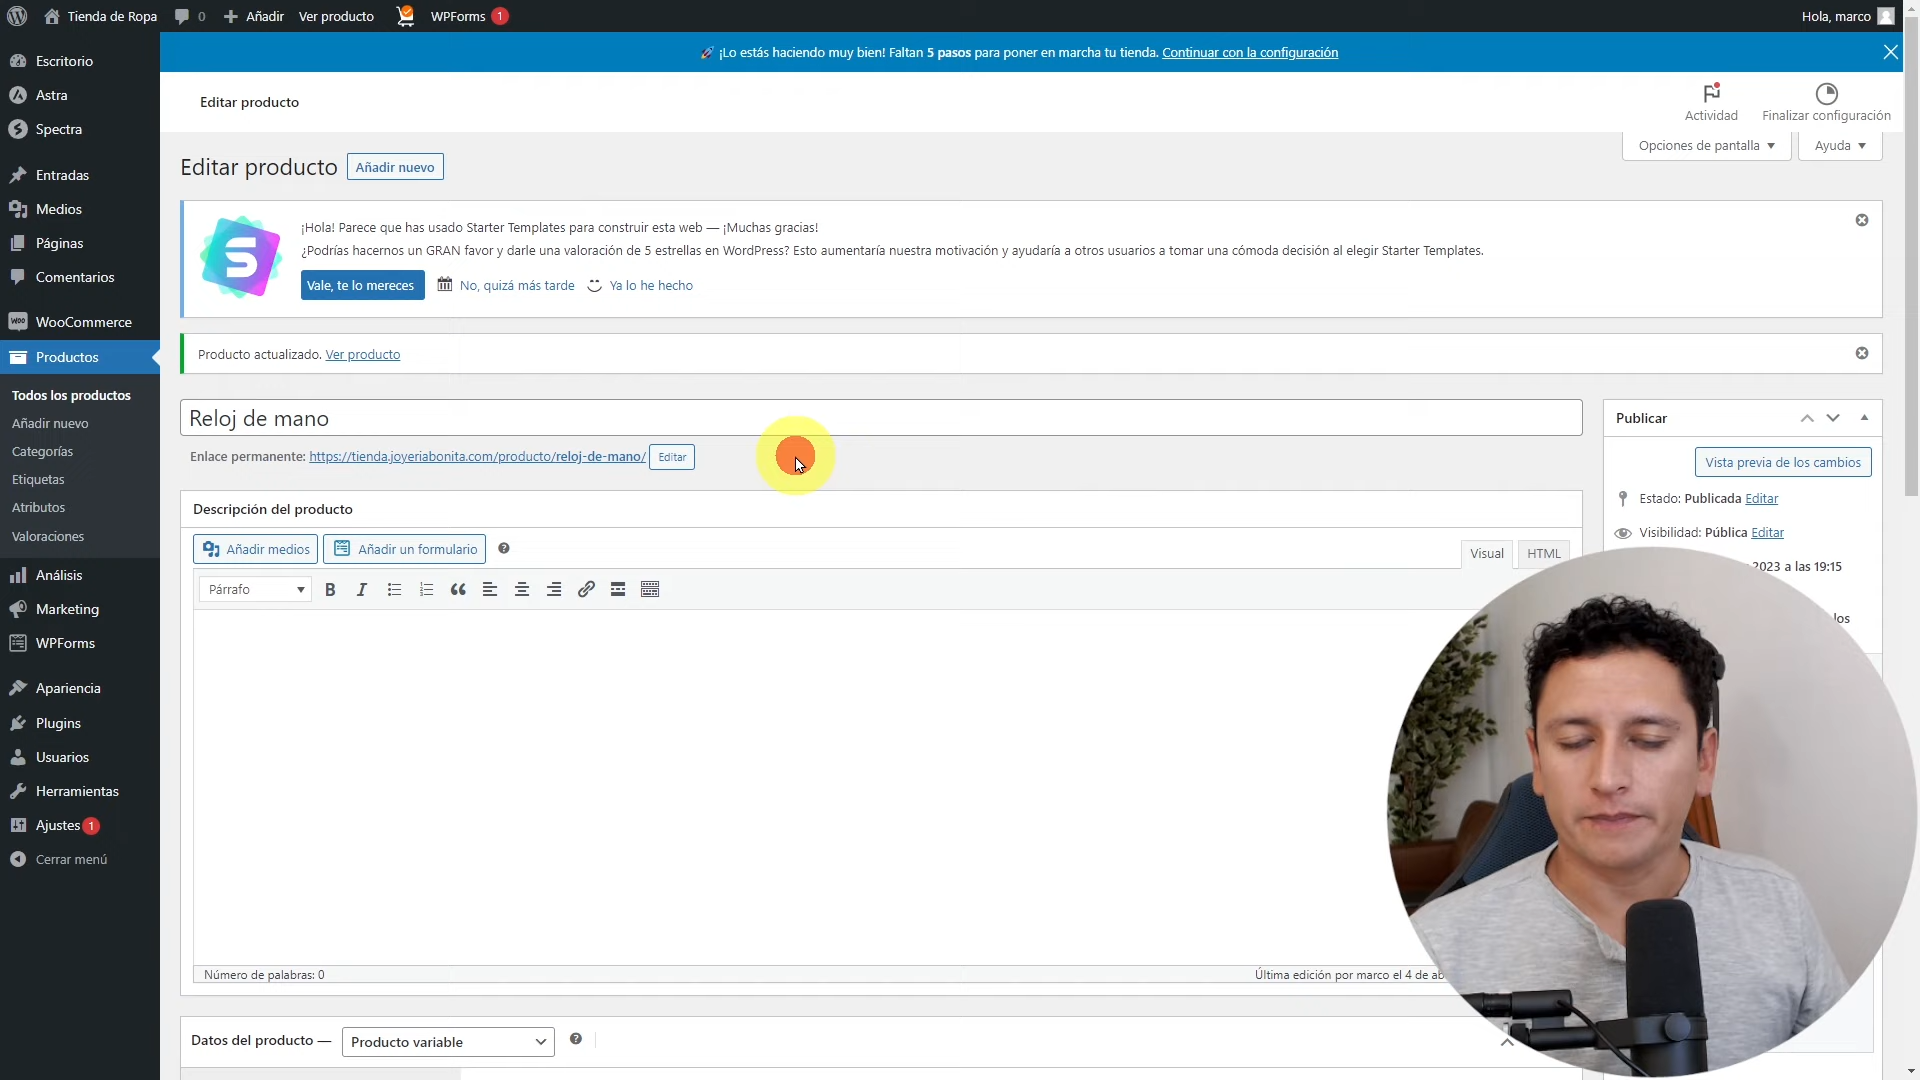 Tienda de Ropa
0
Añadir
Ver producto
WPForms 1
Hola, marco
Escritorio
Astra
Spectra
Entradas
Medios
Páginas
Comentarios
WooCommerce
Productos
Todos los productos
Añadir nuevo
Categorías
Etiquetas
Atributos
Valoraciones
Análisis
Marketing
WPForms
Apariencia
Plugins
Usuarios
Herramientas
Ajustes 1
Cerrar menú
¡Lo estás haciendo muy bien! Faltan 5 pasos para poner en marcha tu tienda. Continuar con la configuración
Editar producto
Actividad
Finalizar configuración
Opciones de pantalla
Ayuda
Editar producto
Añadir nuevo
S
¡Hola! Parece que has usado Starter Templates para construir esta web — ¡Muchas gracias!
¿Podrías hacernos un GRAN favor y darle una valoración de 5 estrellas en WordPress? Esto aumentaría nuestra motivación y ayudaría a otros usuarios a tomar una cómoda decisión al elegir Starter Templates.
Vale, te lo mereces
No, quizá más tarde
Ya lo he hecho
Producto actualizado. Ver producto
Reloj de mano
Enlace permanente: https://tienda.joyeriabonita.com/producto/reloj-de-mano/ Editar
Descripción del producto
Añadir medios
Añadir un formulario
Visual
HTML
Párrafo
B
I
Número de palabras: 0
Última edición por marco el 4 de ab
Datos del producto —
Producto variable
Publicar
Vista previa de los cambios
Estado: Publicada Editar
Visibilidad: Pública Editar
2023 a las 19:15
los